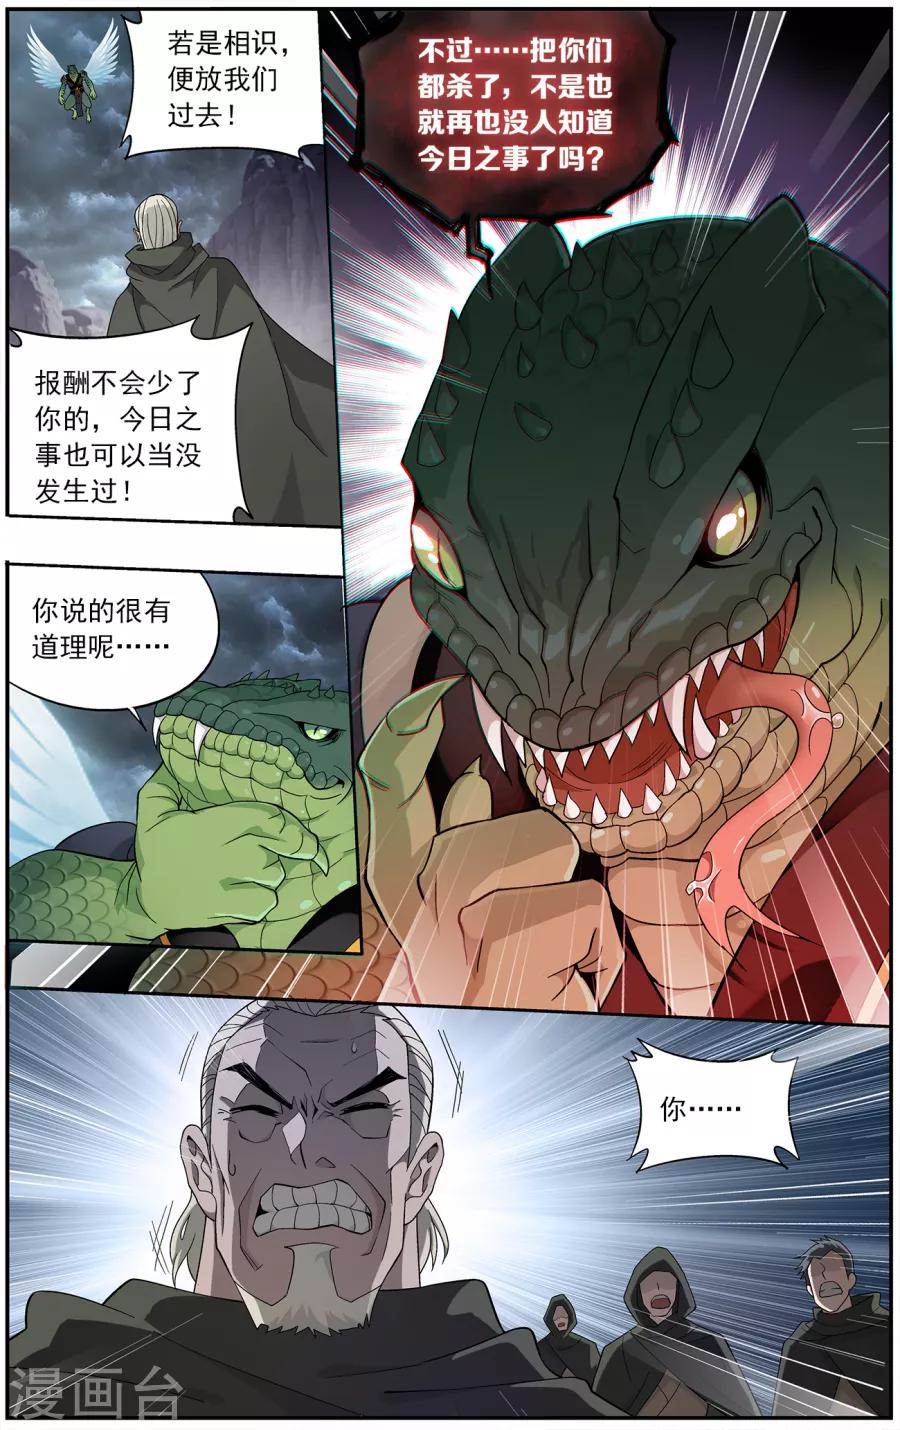 若是相识，
便放我们
过去！
报酬不会少了
你的，今日之
事也可以当没
发生过！
你说的很有
道理呢……
不过……把你们
都杀了，不是也
就再也没人知道
今日之事了吗？
你……
漫画台